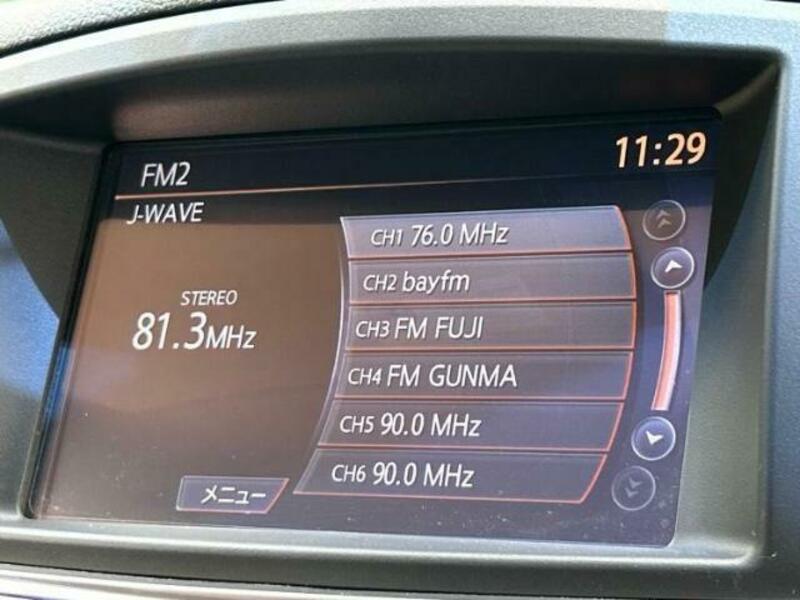 FM2
11:29
J-WAVE
STEREO
81.3MHz
CH1 76.0 MHz
CH2 bayfm
CH3 FM FUJI
CH4 FM GUNMA
CH5 90.0 MHz
CH6 90.0 MHz
メニュー